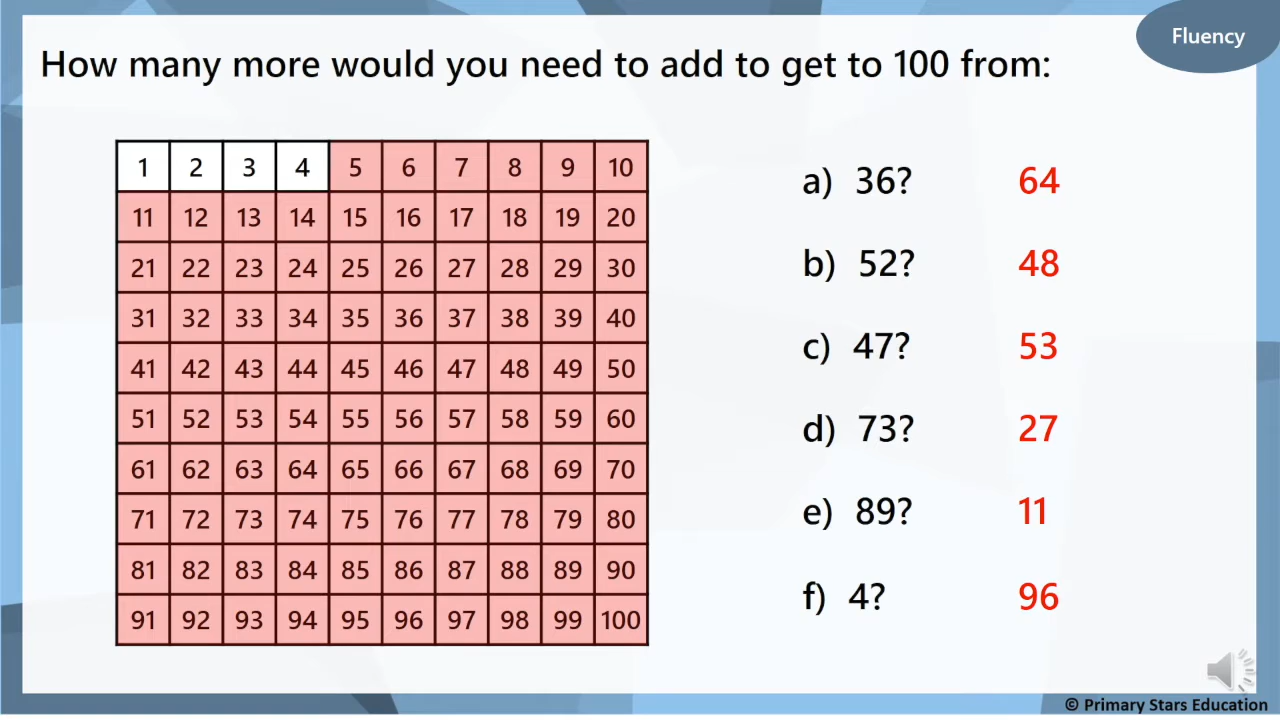 Fluency
How many more would you need to add to get to 100 from:
1 2 3 4 5 6 7 8 9 10
11 12 13 14 15 16 17 18 19 20
21 22 23 24 25 26 27 28 29 30
31 32 33 34 35 36 37 38 39 40
41 42 43 44 45 46 47 48 49 50
51 52 53 54 55 56 57 58 59 60
61 62 63 64 65 66 67 68 69 70
71 72 73 74 75 76 77 78 79 80
81 82 83 84 85 86 87 88 89 90
91 92 93 94 95 96 97 98 99 100
a) 36? 64
b) 52? 48
c) 47? 53
d) 73? 27
e) 89? 11
f) 4? 96
© Primary Stars Education